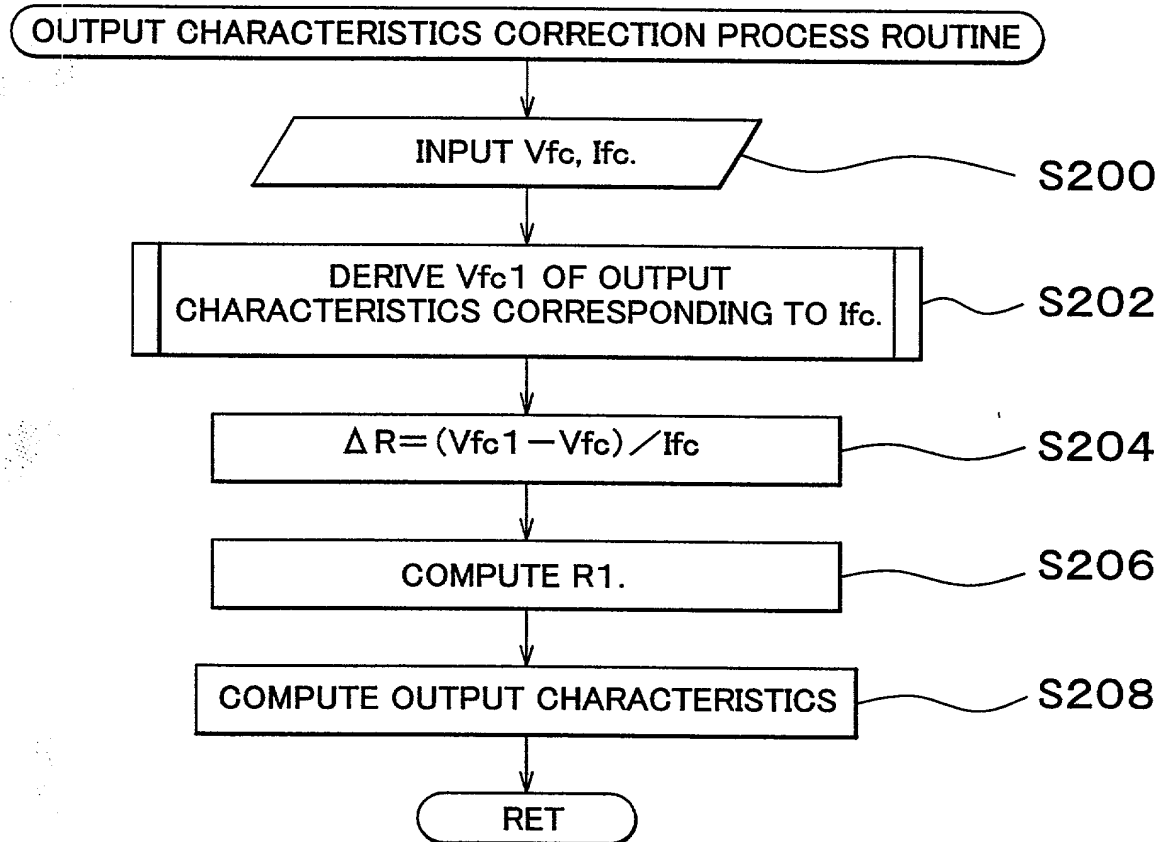 OUTPUT CHARACTERISTICS CORRECTION PROCESS ROUTINE
INPUT Vfc, Ifc.
S200
DERIVE Vfc1 OF OUTPUT
CHARACTERISTICS CORRESPONDING TO Ifc.
S202
ΔR=(Vfc1−Vfc)／Ifc
S204
COMPUTE R1.
S206
COMPUTE OUTPUT CHARACTERISTICS
S208
RET